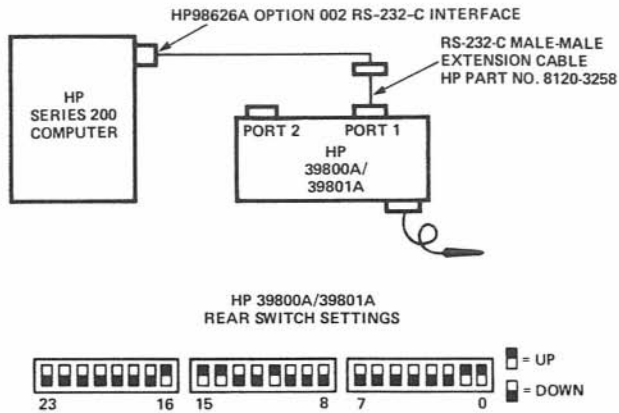 HP98626A OPTION 002 RS-232-C INTERFACE
RS-232-C MALE-MALE
EXTENSION CABLE
HP PART NO. 8120-3258
HP
SERIES 200
COMPUTER
PORT 2
PORT 1
HP
39800A/
39801A
HP 39800A/39801A
REAR SWITCH SETTINGS
= UP
= DOWN
23
16
15
8
7
0